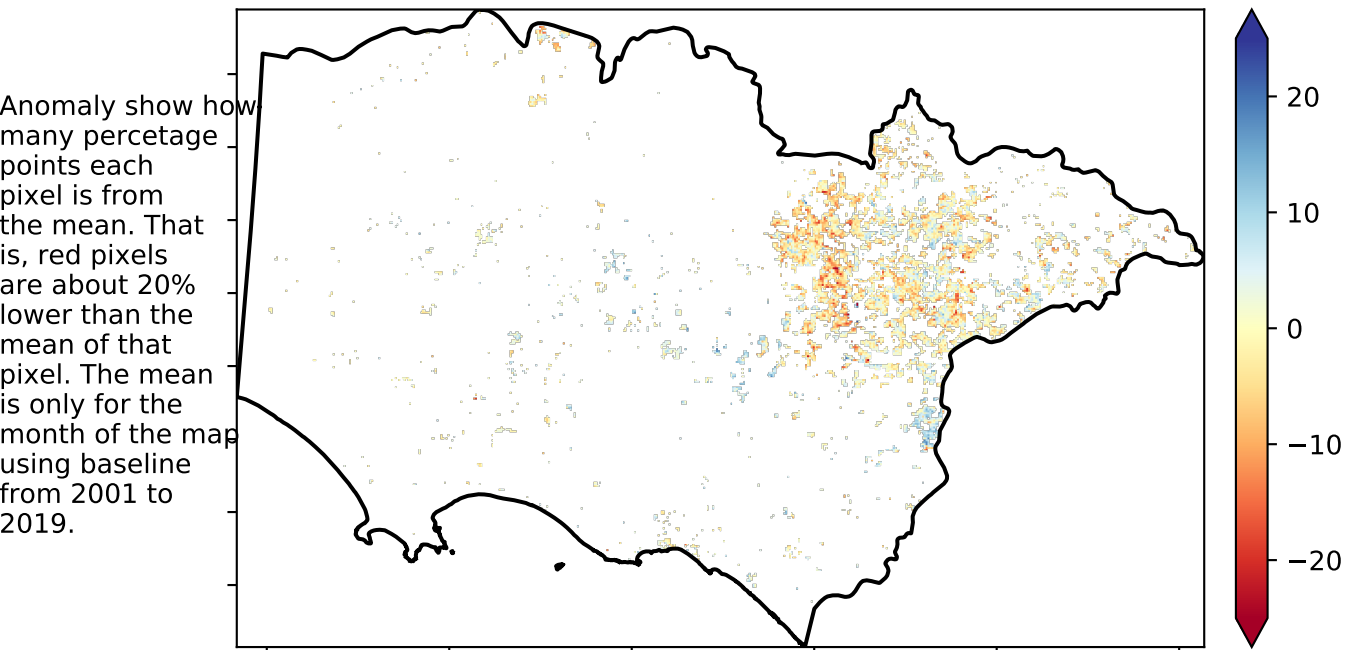 Anomaly show how
many percetage
points each
pixel is from
the mean. That
is, red pixels
are about 20%
lower than the
mean of that
pixel. The mean
is only for the
month of the map
using baseline
from 2001 to
2019.
20
10
0
−10
−20